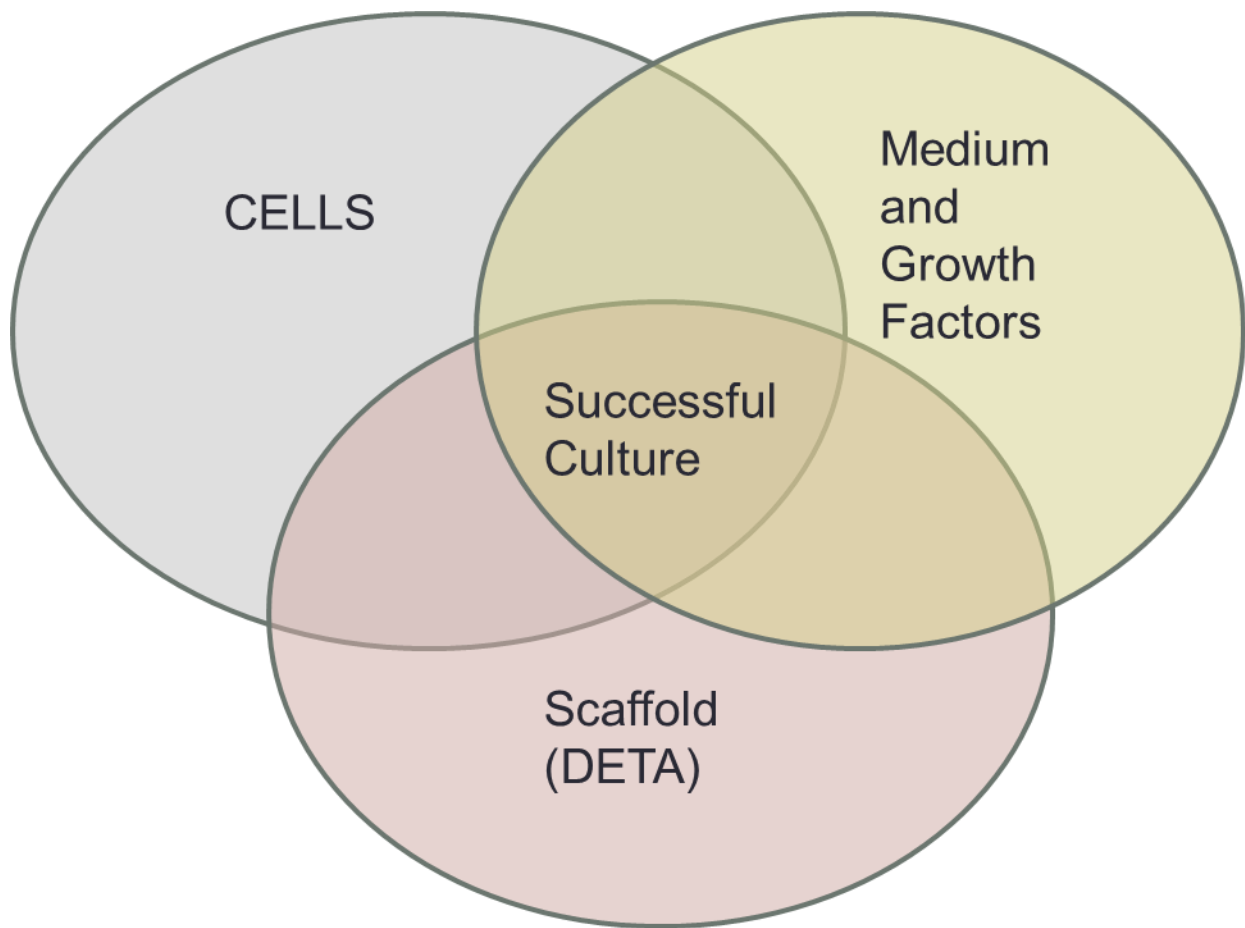 CELLS
Medium
and
Growth
Factors
Successful
Culture
Scaffold
(DETA)